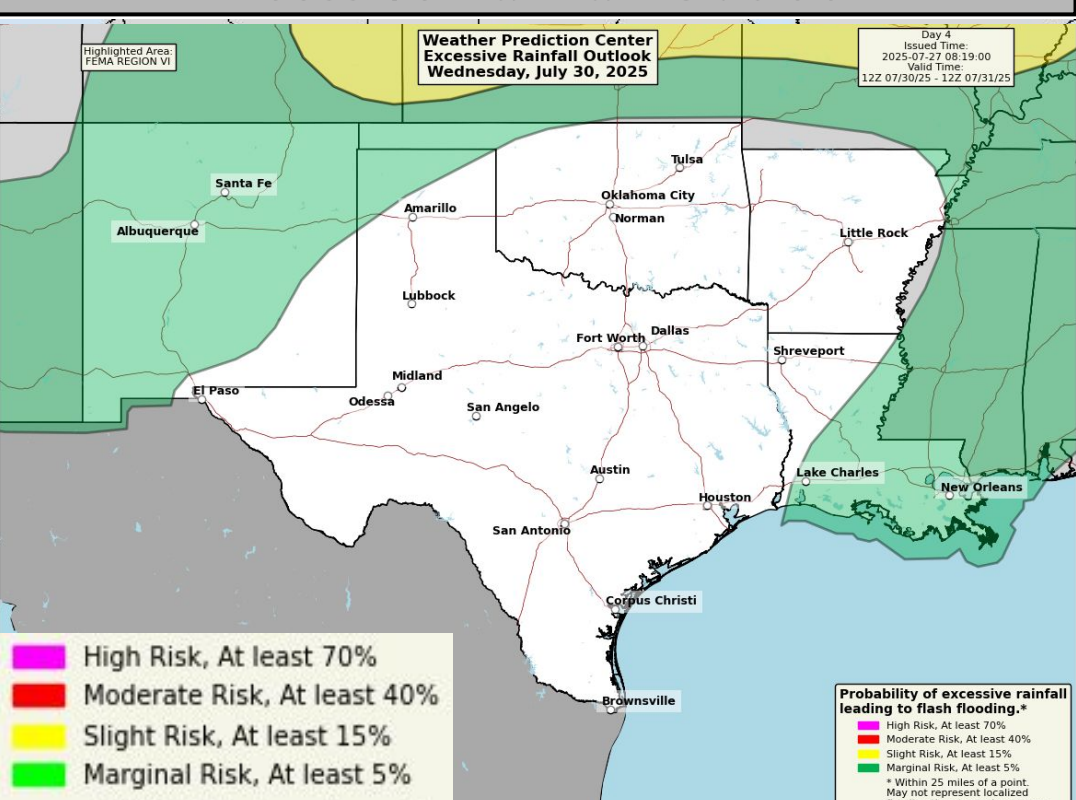 Highlighted Area:
FEMA REGION VI
Weather Prediction Center
Excessive Rainfall Outlook
Wednesday, July 30, 2025
Day 4
Issued Time:
2025-07-27 08:19:00
Valid Time:
12Z 07/30/25 - 12Z 07/31/25
Tulsa
Santa Fe
Oklahoma City
Amarillo
Norman
Albuquerque
Little Rock
Lubbock
Dallas
Fort Worth
Shreveport
Midland
El Paso
Odessa
San Angelo
Austin
Lake Charles
New Orleans
Houston
San Antonio
Corpus Christi
Brownsville
High Risk, At least 70%
Moderate Risk, At least 40%
Slight Risk, At least 15%
Marginal Risk, At least 5%
Probability of excessive rainfall
leading to flash flooding.*
High Risk, At least 70%
Moderate Risk, At least 40%
Slight Risk, At least 15%
Marginal Risk, At least 5%
* Within 25 miles of a point.
May not represent localized